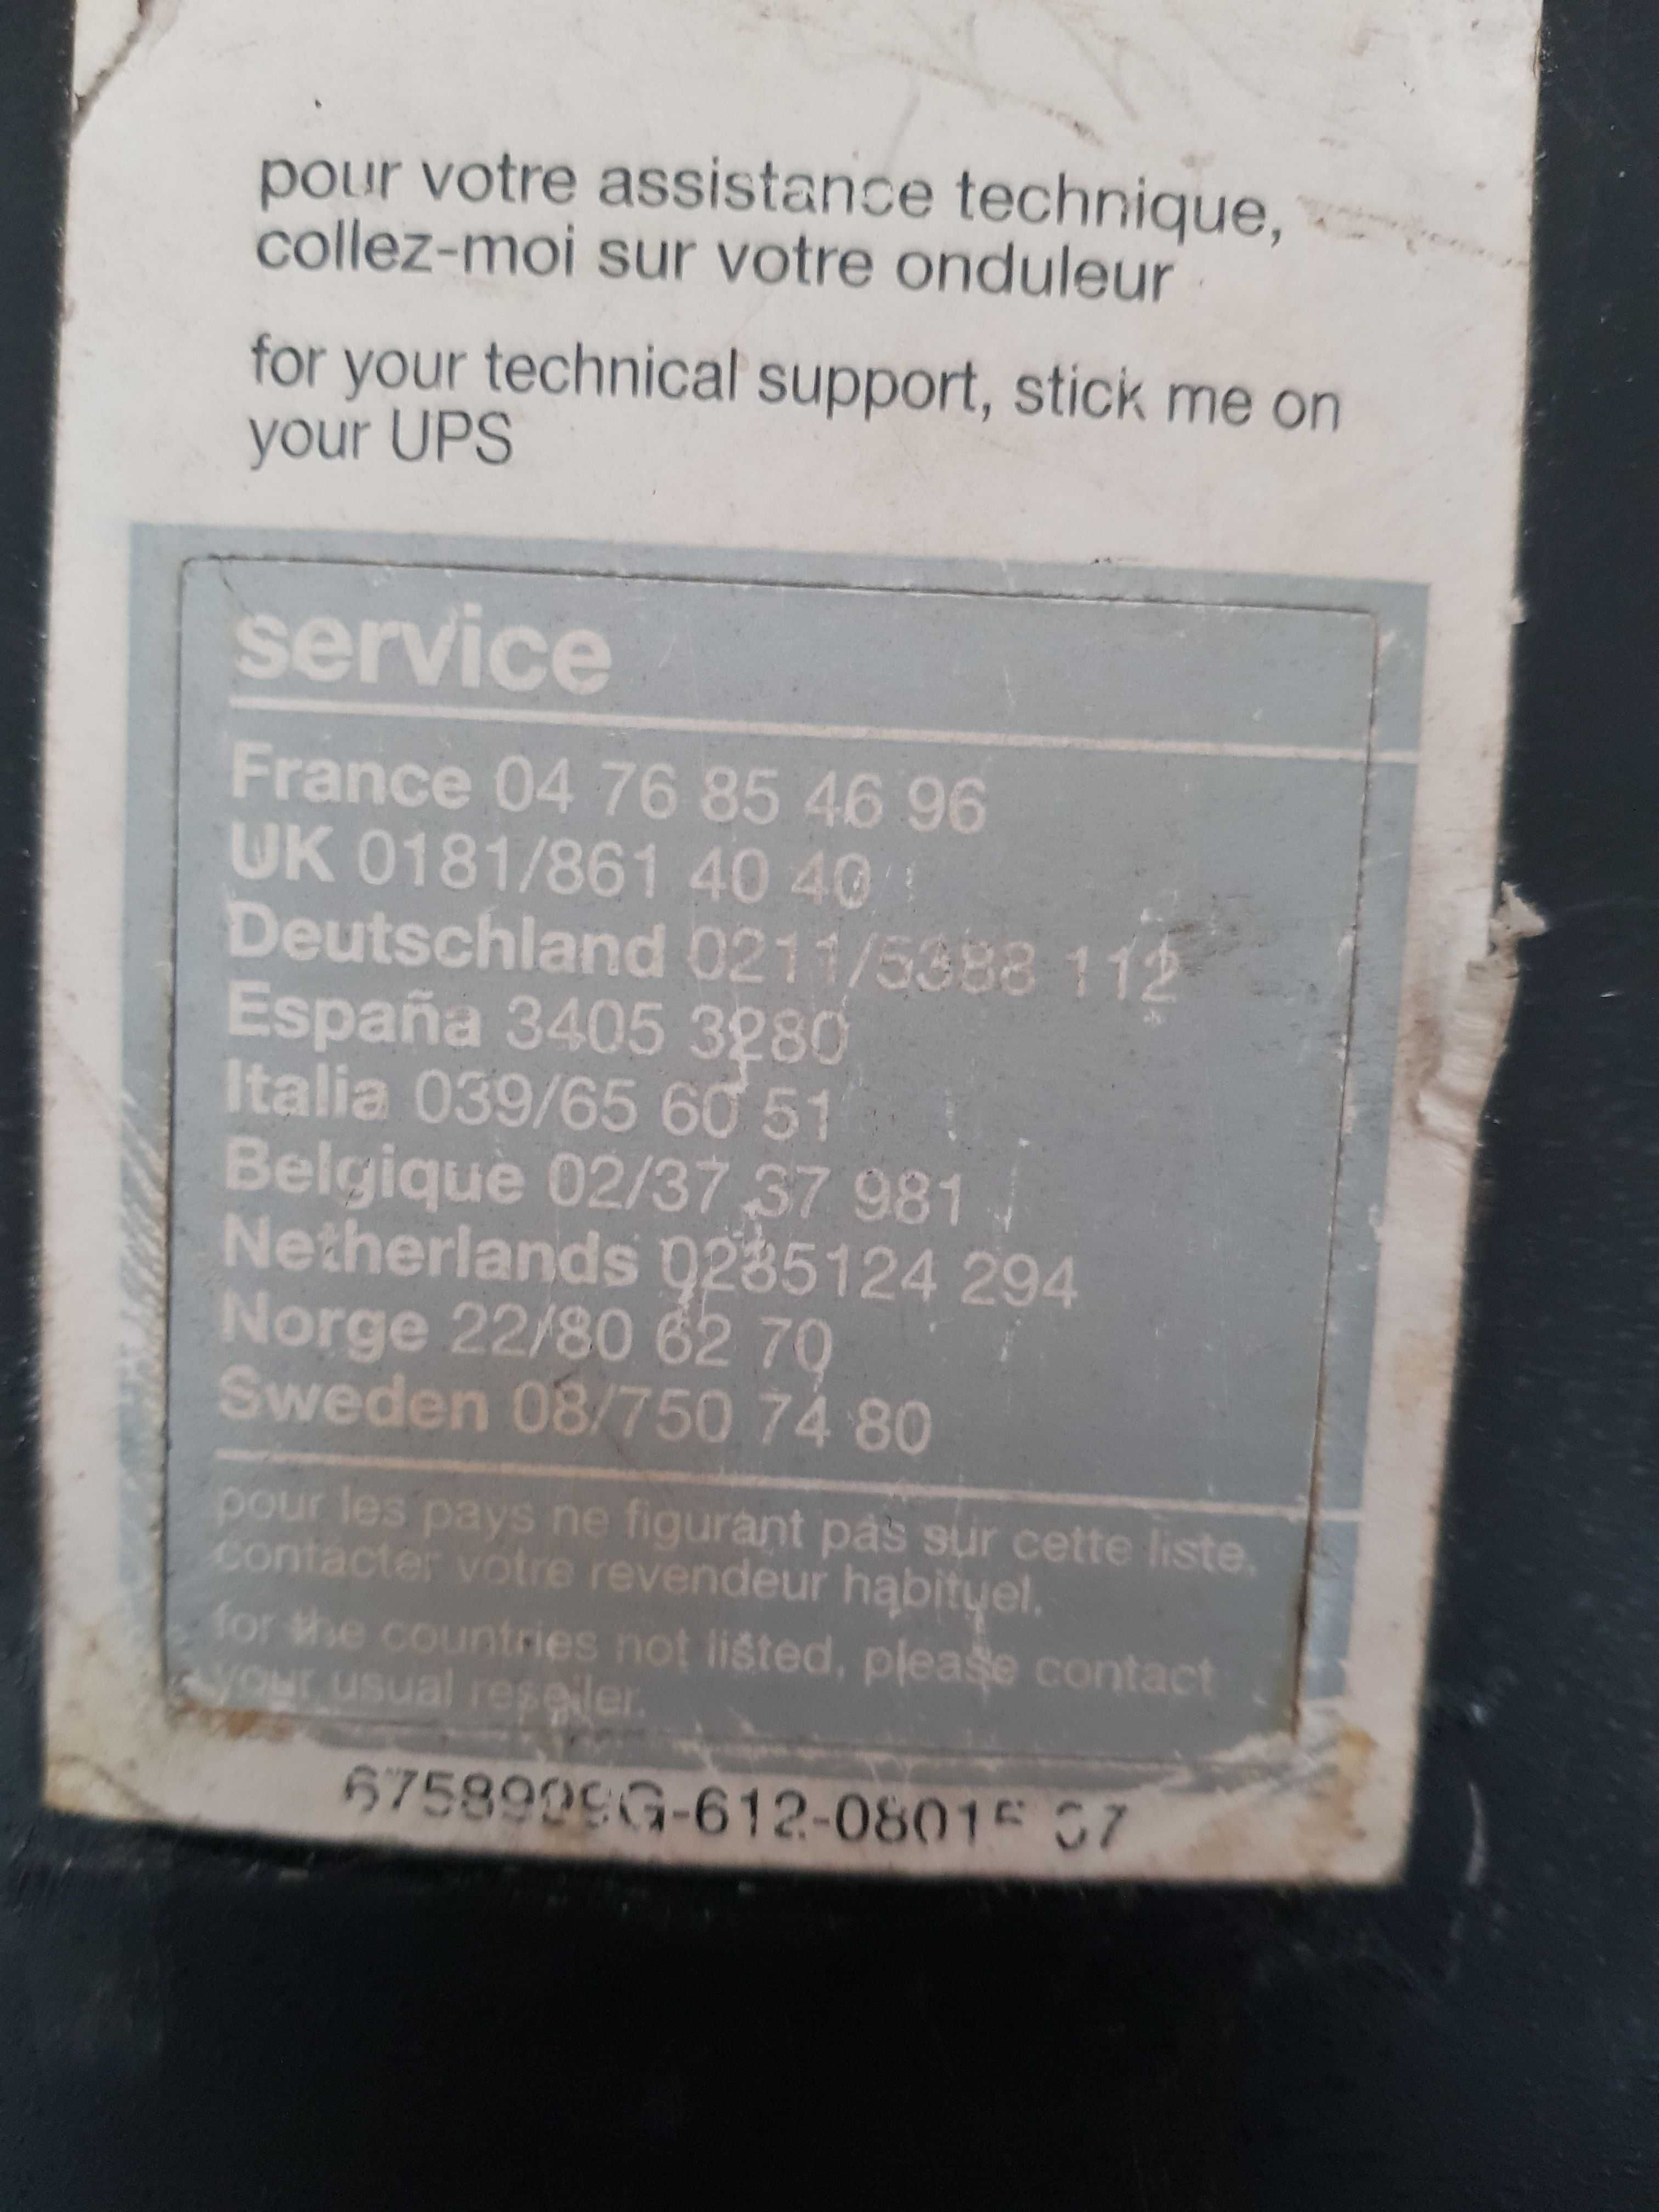 pour votre assistance technique,
collez-moi sur votre onduleur
for your technical support, stick me on
your UPS
service
France 04 76 85 46 96
UK 0181/861 40 40
Deutschland 0211/5388 112
España 3405 3280
Italia 039/65 60 51
Belgique 02/37 37 981
Netherlands 0235124 294
Norge 22/80 62 70
Sweden 08/750 74 80
pour les pays ne figurant pas sur cette liste,
contacter votre revendeur habituel.
for the countries not listed, please contact
your usual reseller.